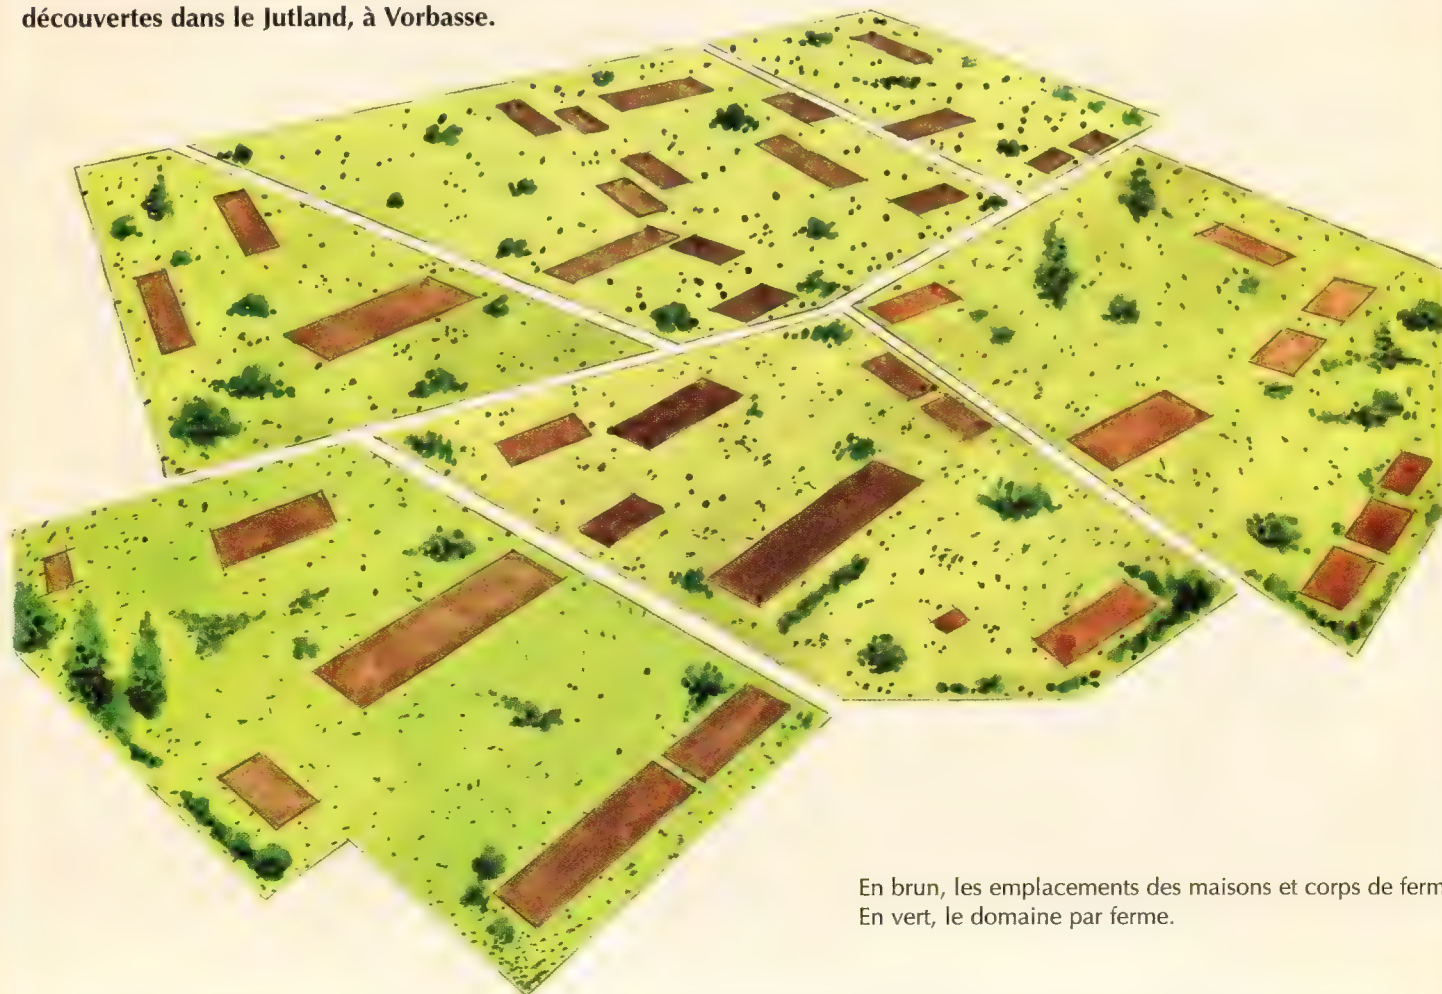 découvertes dans le Jutland, à Vorbasse.
En brun, les emplacements des maisons et corps de ferm
En vert, le domaine par ferme.